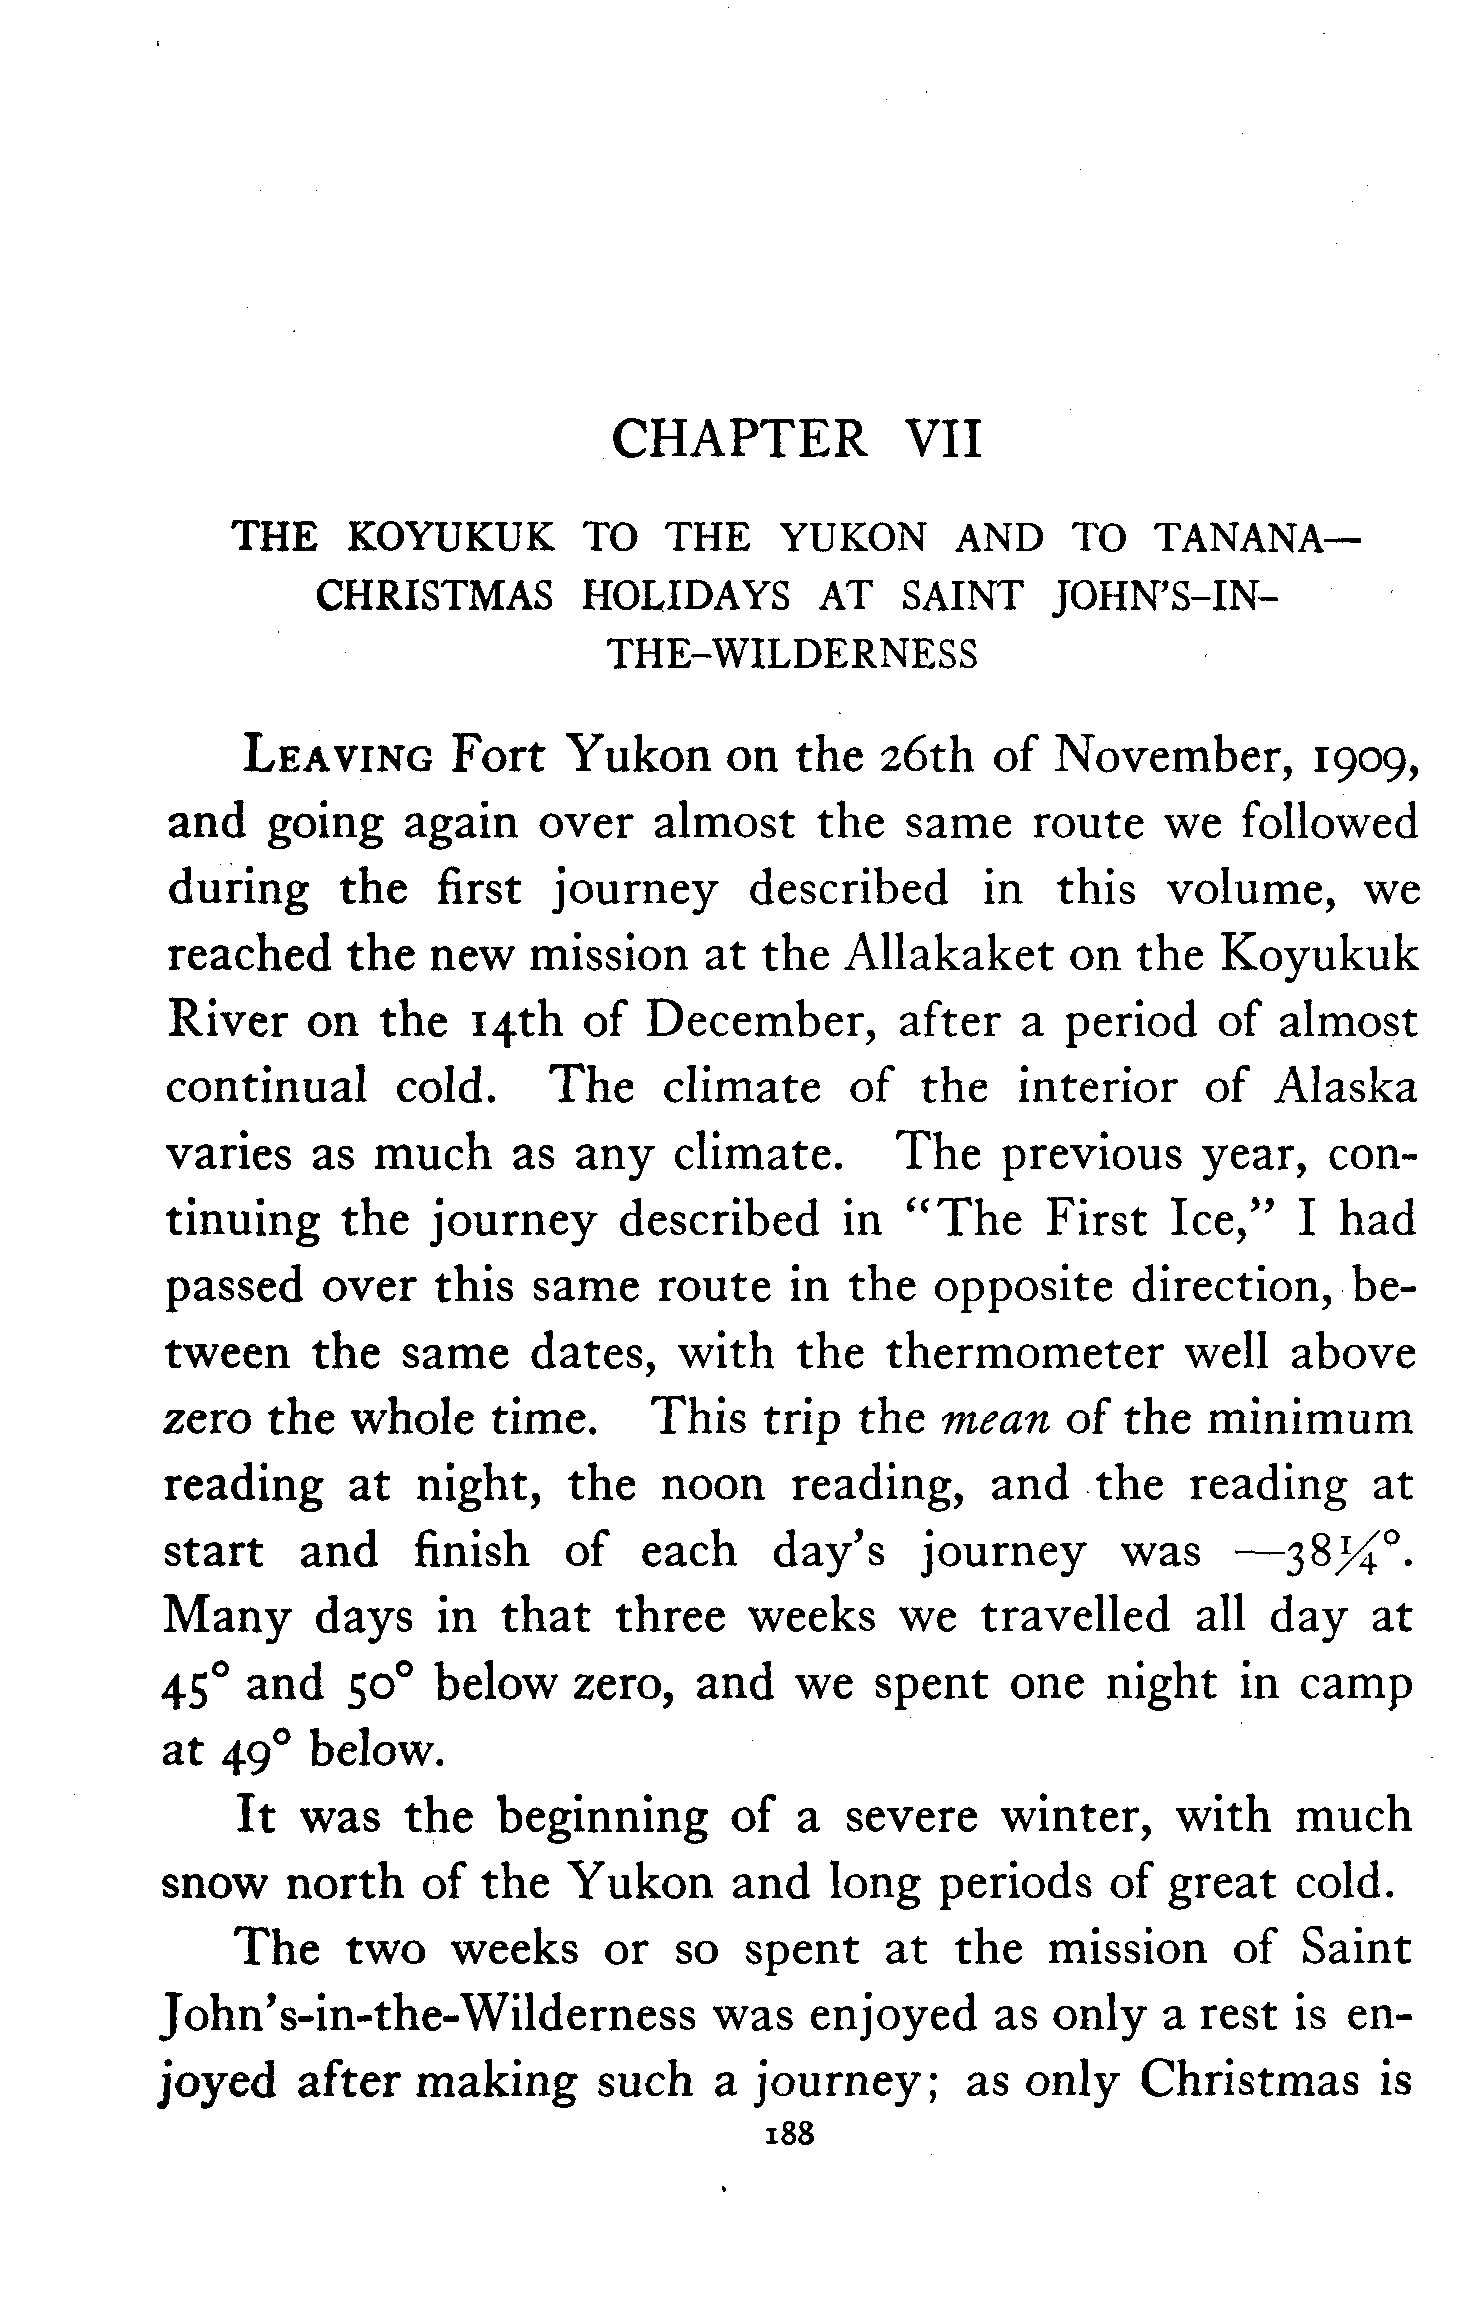 CHAPTER VII
THE KOYUKUK TO THE YUKON AND TO TANANA—
CHRISTMAS HOLIDAYS AT SAINT JOHN'S-IN-
THE-WILDERNESS
LEAVING Fort Yukon on the 26th of November, 1909,
and going again over almost the same route we followed
during the first journey described in this volume, we
reached the new mission at the Allakaket on the Koyukuk
River on the 14th of December, after a period of almost
continual cold. The climate of the interior of Alaska
varies as much as any climate. The previous year, con-
tinuing the journey described in "The First Ice," I had
passed over this same route in the opposite direction, be-
tween the same dates, with the thermometer well above
zero the whole time. This trip the mean of the minimum
reading at night, the noon reading, and the reading at
start and finish of each day's journey was —38¼°.
Many days in that three weeks we travelled all day at
45° and 50° below zero, and we spent one night in camp
at 49° below.
It was the beginning of a severe winter, with much
snow north of the Yukon and long periods of great cold.
The two weeks or so spent at the mission of Saint
John's-in-the-Wilderness was enjoyed as only a rest is en-
joyed after making such a journey; as only Christmas is
188